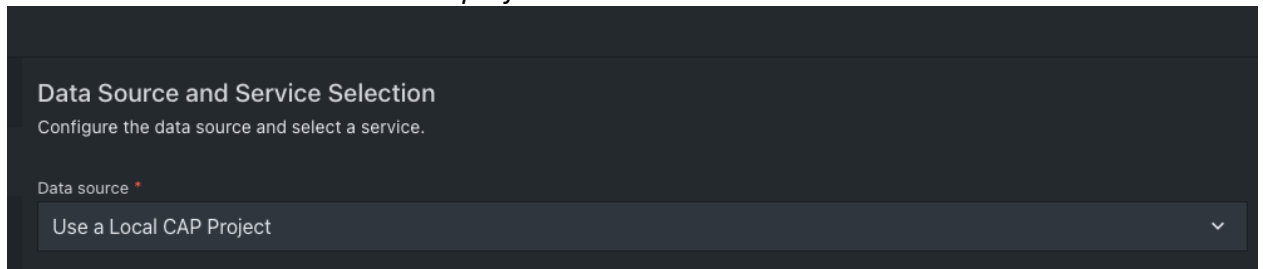 Data Source and Service Selection
Configure the data source and select a service.
Data source *
Use a Local CAP Project